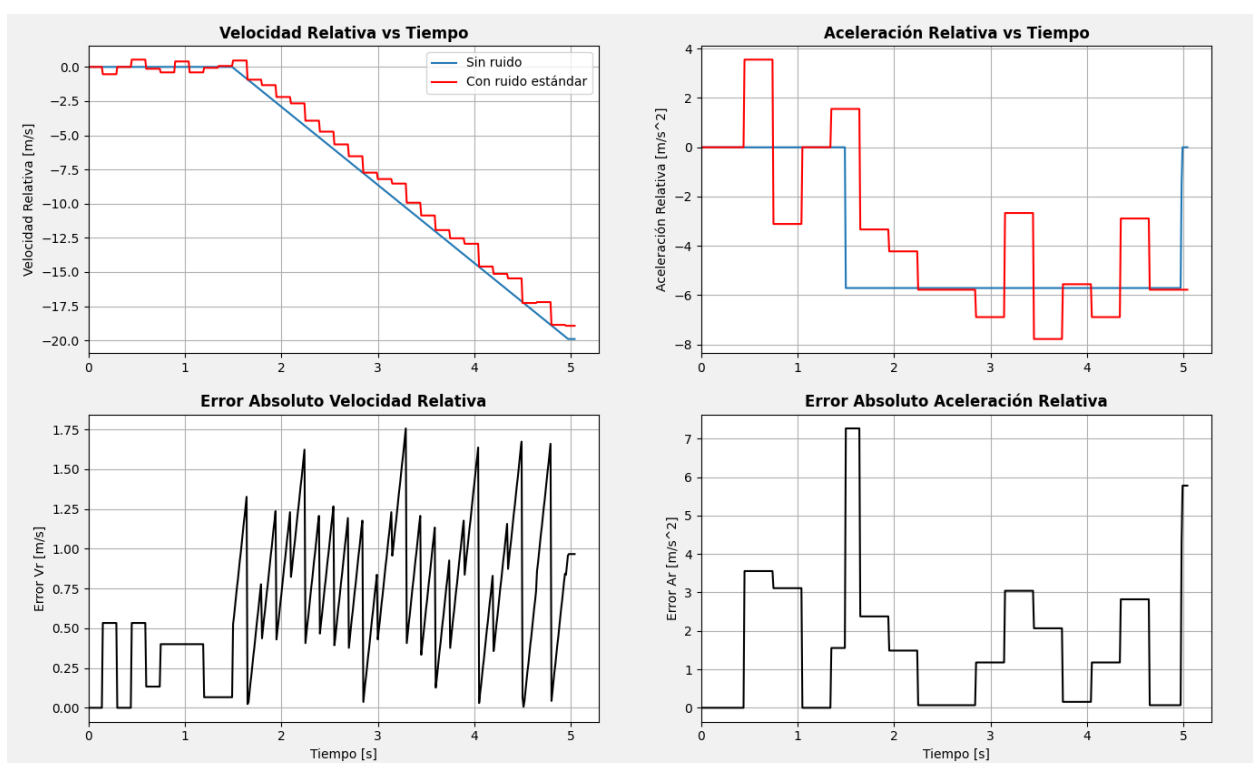 Velocidad Relativa vs Tiempo
Velocidad Relativa [m/s]
0.0
−2.5
−5.0
−7.5
−10.0
−12.5
−15.0
−17.5
−20.0
Sin ruido
Con ruido estándar
0 1 2 3 4 5
Aceleración Relativa vs Tiempo
Aceleración Relativa [m/s^2]
4
2
0
−2
−4
−6
−8
0 1 2 3 4 5
Error Absoluto Velocidad Relativa
Error Vr [m/s]
1.75
1.50
1.25
1.00
0.75
0.50
0.25
0.00
0 1 2 3 4 5
Tiempo [s]
Error Absoluto Aceleración Relativa
Error Ar [m/s^2]
7
6
5
4
3
2
1
0
0 1 2 3 4 5
Tiempo [s]